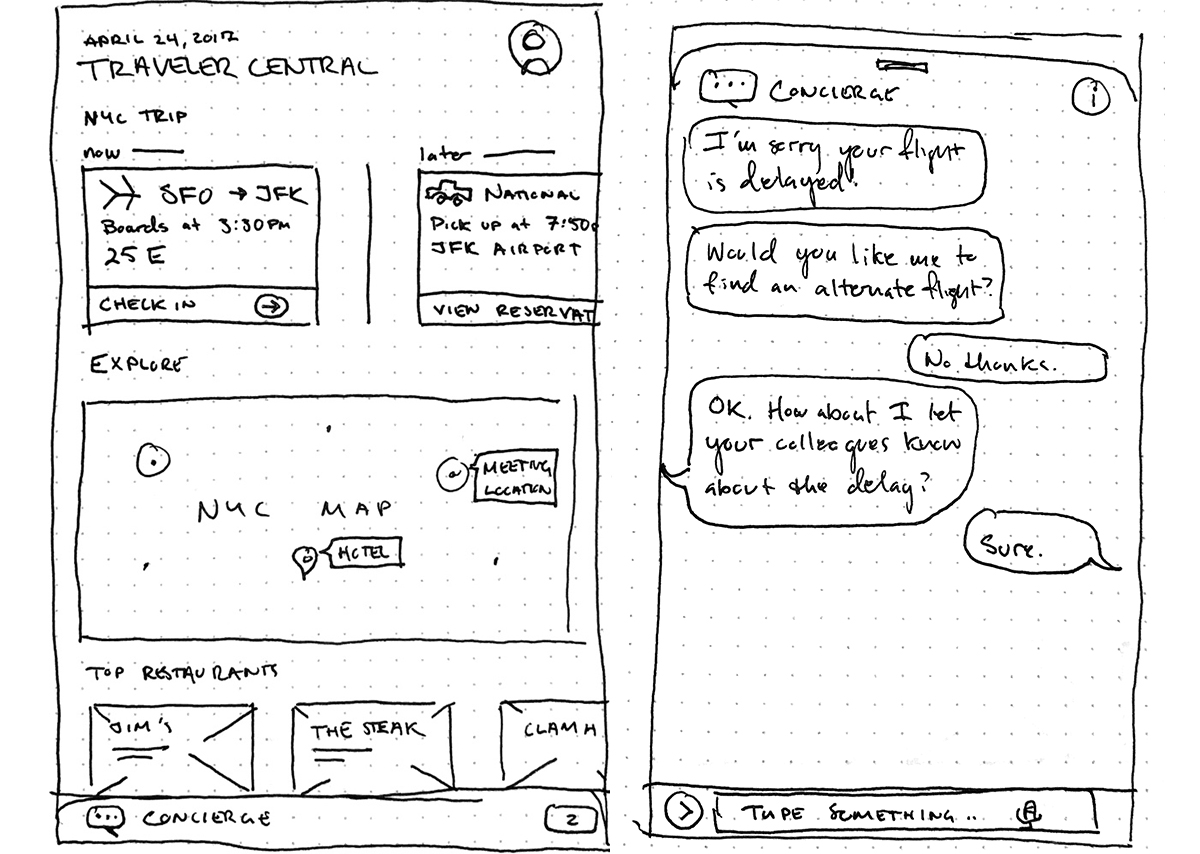 APRIL 24, 2017
TRAVELER CENTRAL
NYC TRIP
now
later
SFO → JFK
Boards at 3:30PM
25 E
CHECK IN
NATIONAL
Pick up at 7:50
JFK AIRPORT
VIEW RESERVAT
EXPLORE
MEETING
LOCATION
NYC MAP
HOTEL
TOP RESTAURANTS
JIM'S
THE STEAK
CLAM H
CONCIERGE
2
CONCIERGE
i
I'm sorry your flight
is delayed!
Would you like me to
find an alternate flight?
No thanks.
OK. How about I let
your colleagues know
about the delay?
Sure.
TYPE SOMETHING..